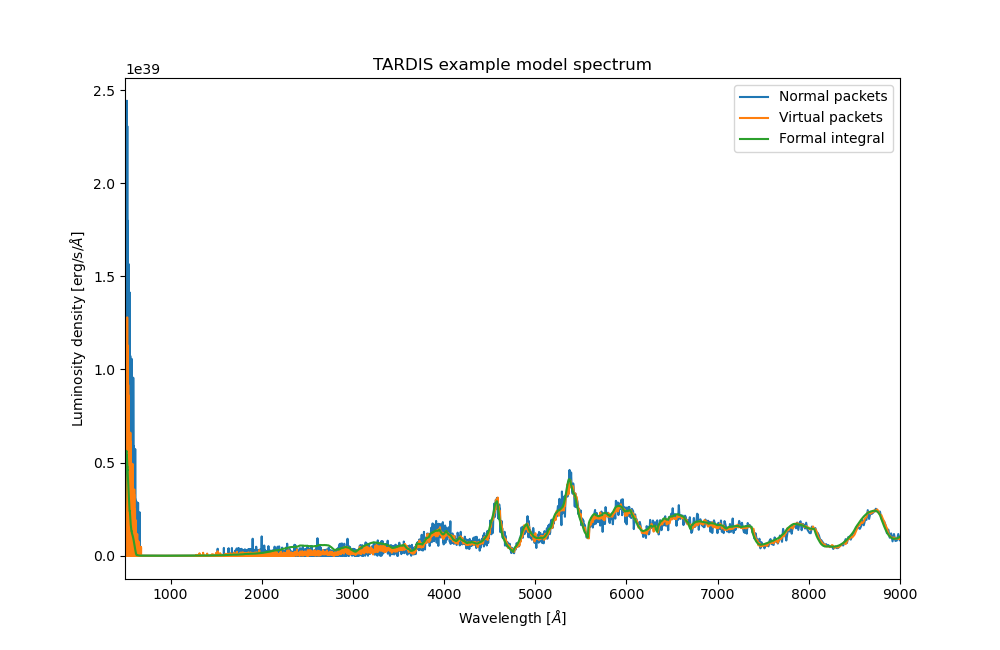 TARDIS example model spectrum
1e39
2.5
2.0
1.5
1.0
0.5
0.0
Luminosity density [erg/s/Å]
Normal packets
Virtual packets
Formal integral
1000 2000 3000 4000 5000 6000 7000 8000 9000
Wavelength [Å]